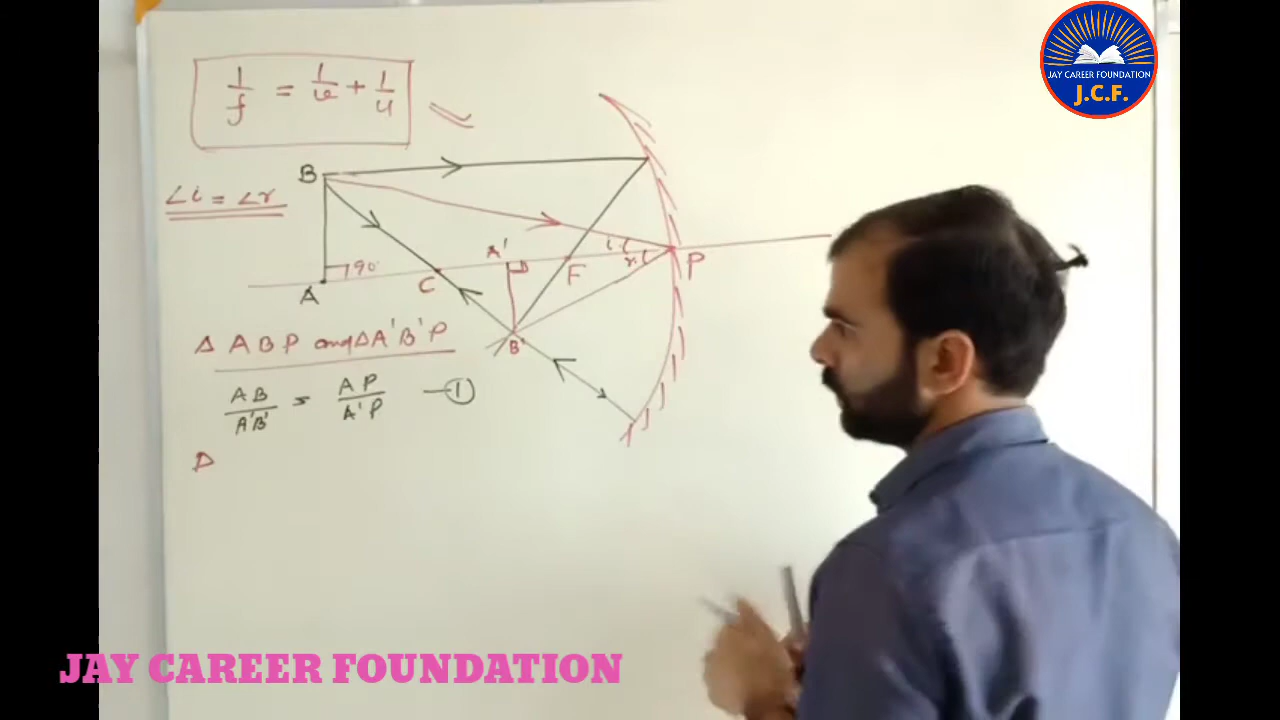 JAY CAREER FOUNDATION
J.C.F.
1/f = 1/v + 1/u
∠i = ∠r
B
90°
A
C
A'
F
i
r
P
B'
Δ ABP and ΔA'B'P
AB/A'B' = AP/A'P —①
Δ
JAY CAREER FOUNDATION